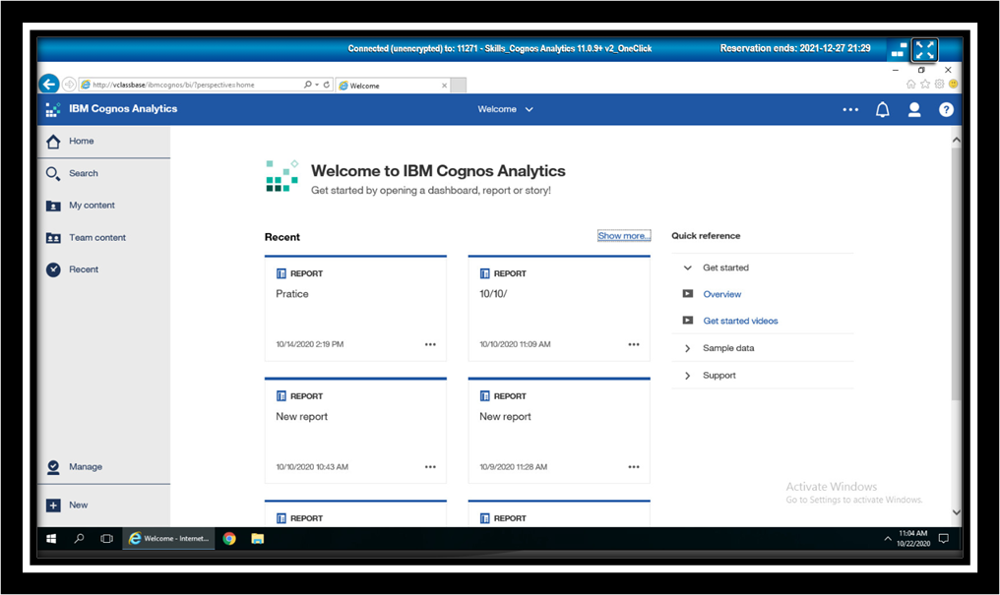 Connected (unencrypted) to: 11271 - Skills_Cognos Analytics 11.0.9+ v2_OneClick
Reservation ends: 2021-12-27 21:29
http://vclassbase/ibmcognos/bi/?perspective=home
Welcome
IBM Cognos Analytics
Welcome
Home
Search
My content
Team content
Recent
Manage
New
Welcome to IBM Cognos Analytics
Get started by opening a dashboard, report or story!
Recent
Show more...
REPORT
Pratice
10/14/2020 2:19 PM
REPORT
10/10/
10/10/2020 11:09 AM
REPORT
New report
10/10/2020 10:43 AM
REPORT
New report
10/9/2020 11:28 AM
REPORT
REPORT
Quick reference
Get started
Overview
Get started videos
Sample data
Support
Activate Windows
Go to Settings to activate Windows.
Welcome - Internet...
11:04 AM
10/22/2020